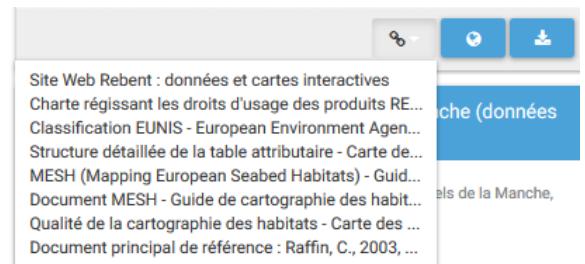 Site Web Rebent : données et cartes interactives
Charte régissant les droits d'usage des produits RE...
Classification EUNIS - European Environment Agen...
Structure détaillée de la table attributaire - Carte de...
MESH (Mapping European Seabed Habitats) - Guid...
Document MESH - Guide de cartographie des habit...
Qualité de la cartographie des habitats - Carte des ...
Document principal de référence : Raffin, C., 2003, ...
che (données
els de la Manche,